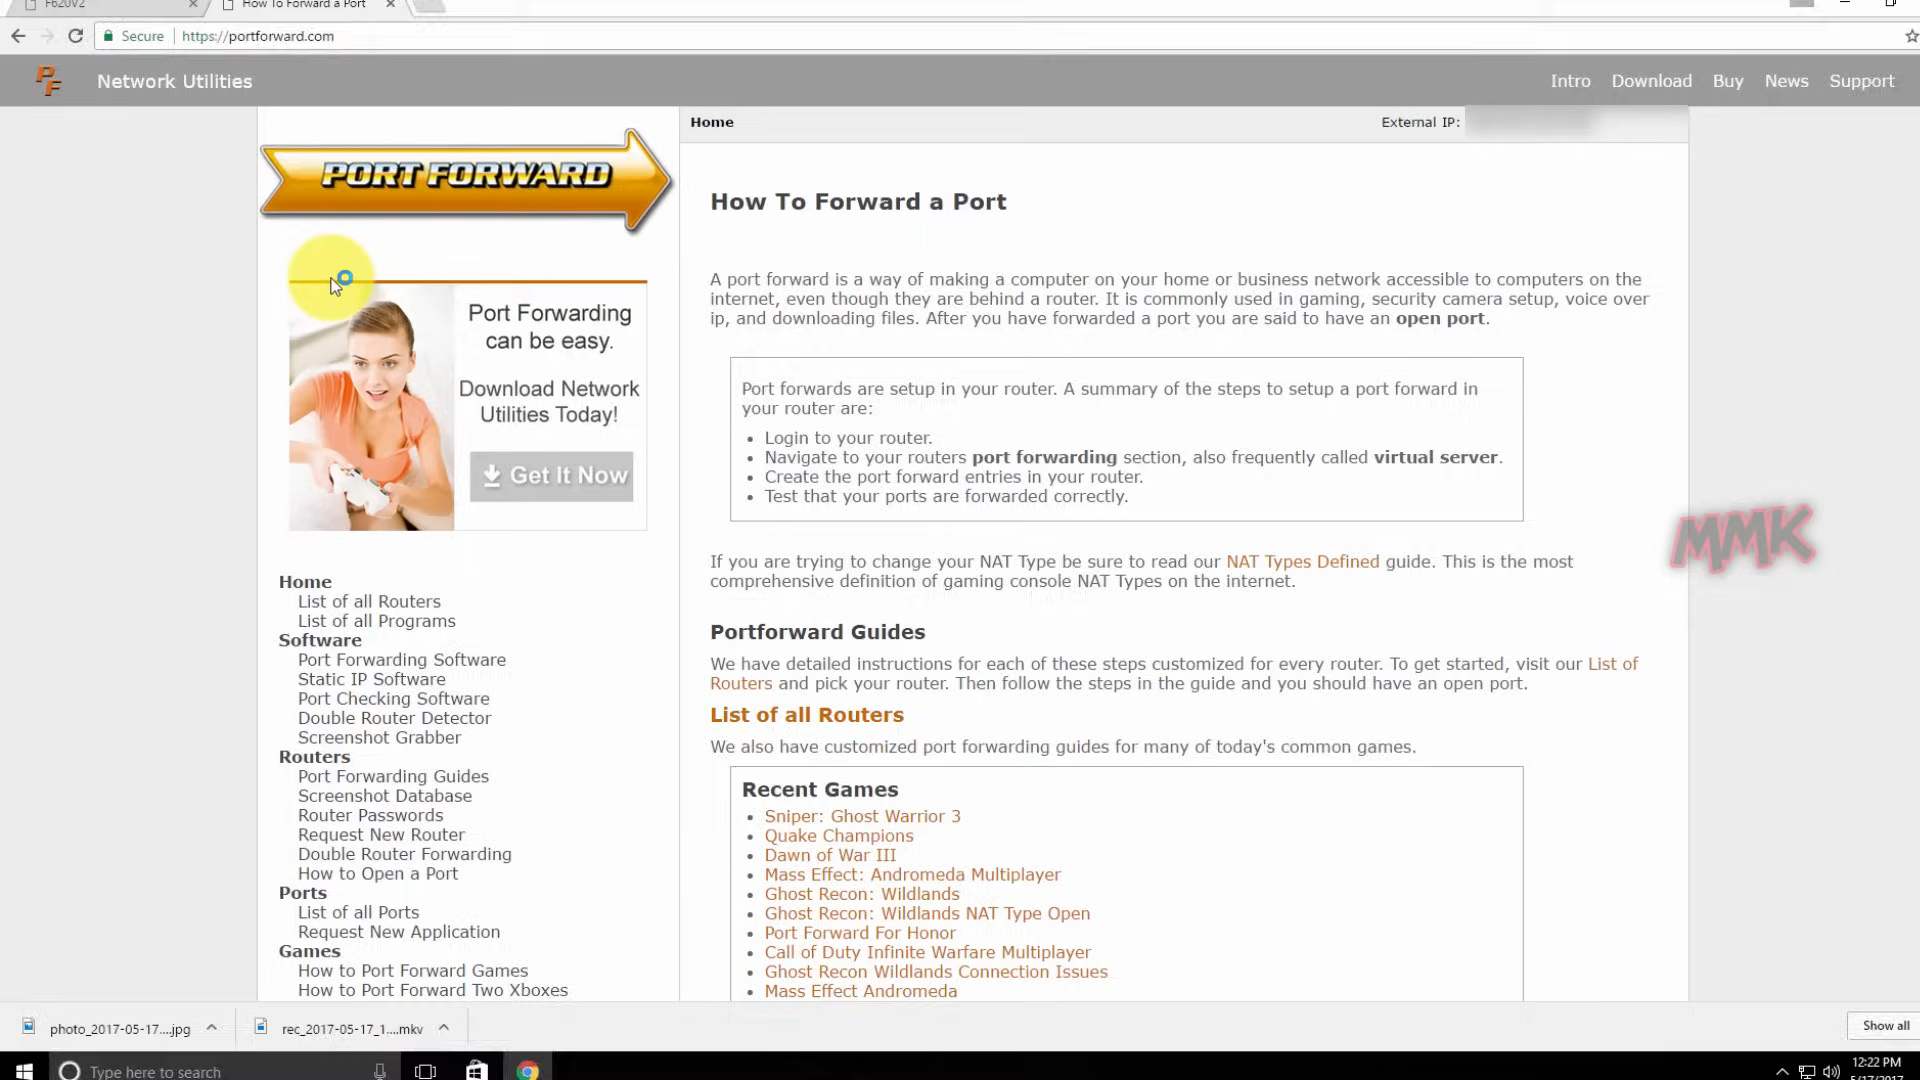 F620V2
How To Forward a Port
Secure https://portforward.com
PF Network Utilities Intro Download Buy News Support
Home External IP:
PORT FORWARD
How To Forward a Port
A port forward is a way of making a computer on your home or business network accessible to computers on the
internet, even though they are behind a router. It is commonly used in gaming, security camera setup, voice over
ip, and downloading files. After you have forwarded a port you are said to have an open port.
Port Forwarding
can be easy.
Download Network
Utilities Today!
Get It Now
Port forwards are setup in your router. A summary of the steps to setup a port forward in
your router are:
• Login to your router.
• Navigate to your routers port forwarding section, also frequently called virtual server.
• Create the port forward entries in your router.
• Test that your ports are forwarded correctly.
MMK
If you are trying to change your NAT Type be sure to read our NAT Types Defined guide. This is the most
comprehensive definition of gaming console NAT Types on the internet.
Portforward Guides
We have detailed instructions for each of these steps customized for every router. To get started, visit our List of
Routers and pick your router. Then follow the steps in the guide and you should have an open port.
List of all Routers
We also have customized port forwarding guides for many of today's common games.
Recent Games
• Sniper: Ghost Warrior 3
• Quake Champions
• Dawn of War III
• Mass Effect: Andromeda Multiplayer
• Ghost Recon: Wildlands
• Ghost Recon: Wildlands NAT Type Open
• Port Forward For Honor
• Call of Duty Infinite Warfare Multiplayer
• Ghost Recon Wildlands Connection Issues
• Mass Effect Andromeda
Home
List of all Routers
List of all Programs
Software
Port Forwarding Software
Static IP Software
Port Checking Software
Double Router Detector
Screenshot Grabber
Routers
Port Forwarding Guides
Screenshot Database
Router Passwords
Request New Router
Double Router Forwarding
How to Open a Port
Ports
List of all Ports
Request New Application
Games
How to Port Forward Games
How to Port Forward Two Xboxes
photo_2017-05-17....jpg
rec_2017-05-17_1....mkv
Show all
Type here to search
12:22 PM
5/17/2017